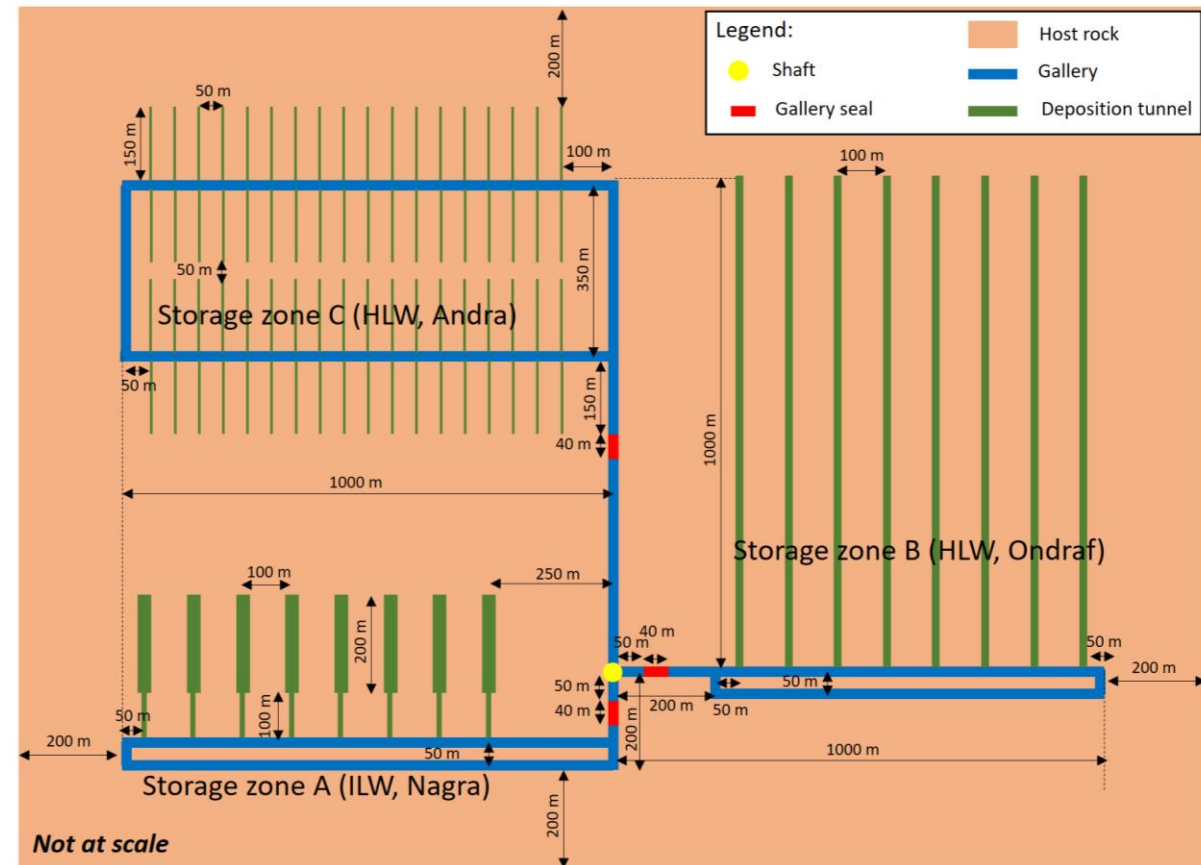 Legend:
Shaft
Gallery seal
Host rock
Gallery
Deposition tunnel
200 m
50 m
150 m
100 m
100 m
350 m
50 m
Storage zone C (HLW, Andra)
50 m
150 m
40 m
1000 m
1000 m
Storage zone B (HLW, Ondraf)
100 m
250 m
200 m
50 m
40 m
50 m
50 m
40 m
50 m
200 m
50 m
50 m
200 m
200 m
100 m
50 m
200 m
50 m
1000 m
Storage zone A (ILW, Nagra)
200 m
Not at scale